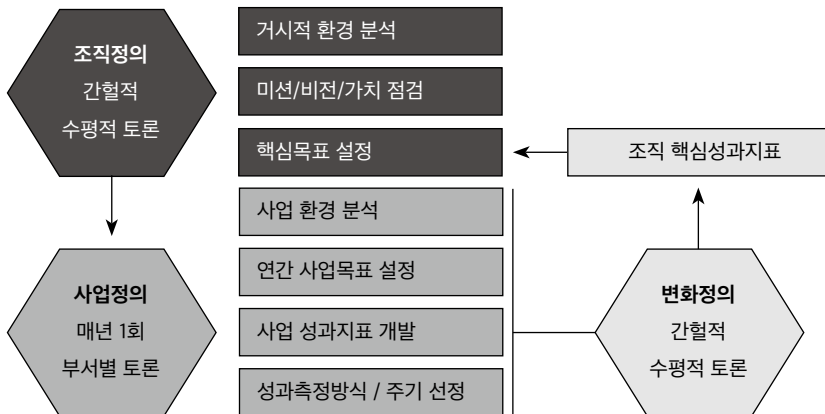 조직정의
간헐적
수평적 토론
거시적 환경 분석
미션/비전/가치 점검
핵심목표 설정
조직 핵심성과지표
사업 환경 분석
연간 사업목표 설정
사업 성과지표 개발
성과측정방식 / 주기 선정
사업정의
매년 1회
부서별 토론
변화정의
간헐적
수평적 토론